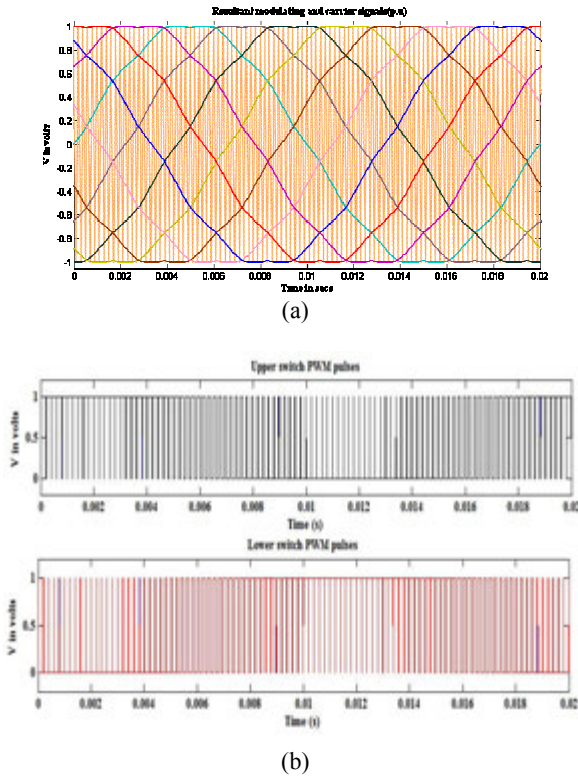 Resultant modulating and carrier signals(p.u)
V in volts
1
0.8
0.6
0.4
0.2
0
-0.2
-0.4
-0.6
-0.8
-1
0 0.002 0.004 0.006 0.008 0.01 0.012 0.014 0.016 0.018 0.02
Time in secs
(a)
Upper switch PWM pulses
V in volts
1
0.5
0
0 0.002 0.004 0.006 0.008 0.01 0.012 0.014 0.016 0.018 0.02
Time (s)
Lower switch PWM pulses
V in volts
1
0.5
0
0 0.002 0.004 0.006 0.008 0.01 0.012 0.014 0.016 0.018 0.02
Time (s)
(b)